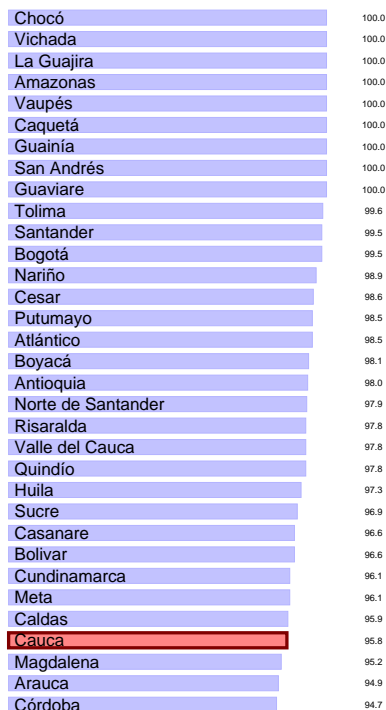 Chocó 100.0
Vichada 100.0
La Guajira 100.0
Amazonas 100.0
Vaupés 100.0
Caquetá 100.0
Guainía 100.0
San Andrés 100.0
Guaviare 100.0
Tolima 99.6
Santander 99.5
Bogotá 99.5
Nariño 98.9
Cesar 98.6
Putumayo 98.5
Atlántico 98.5
Boyacá 98.1
Antioquia 98.0
Norte de Santander 97.9
Risaralda 97.8
Valle del Cauca 97.8
Quindío 97.8
Huila 97.3
Sucre 96.9
Casanare 96.6
Bolivar 96.6
Cundinamarca 96.1
Meta 96.1
Caldas 95.9
Cauca 95.8
Magdalena 95.2
Arauca 94.9
Córdoba 94.7